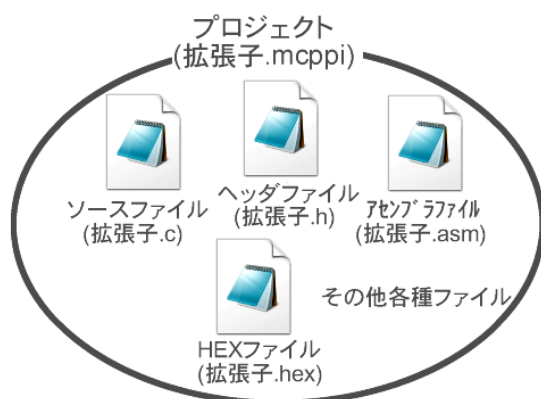 プロジェクト
(拡張子.mcppi)
ソースファイル
(拡張子.c)
ヘッダファイル
(拡張子.h)
ｱｾﾝﾌﾞﾗﾌｧｲﾙ
(拡張子.asm)
HEXファイル
(拡張子.hex)
その他各種ファイル